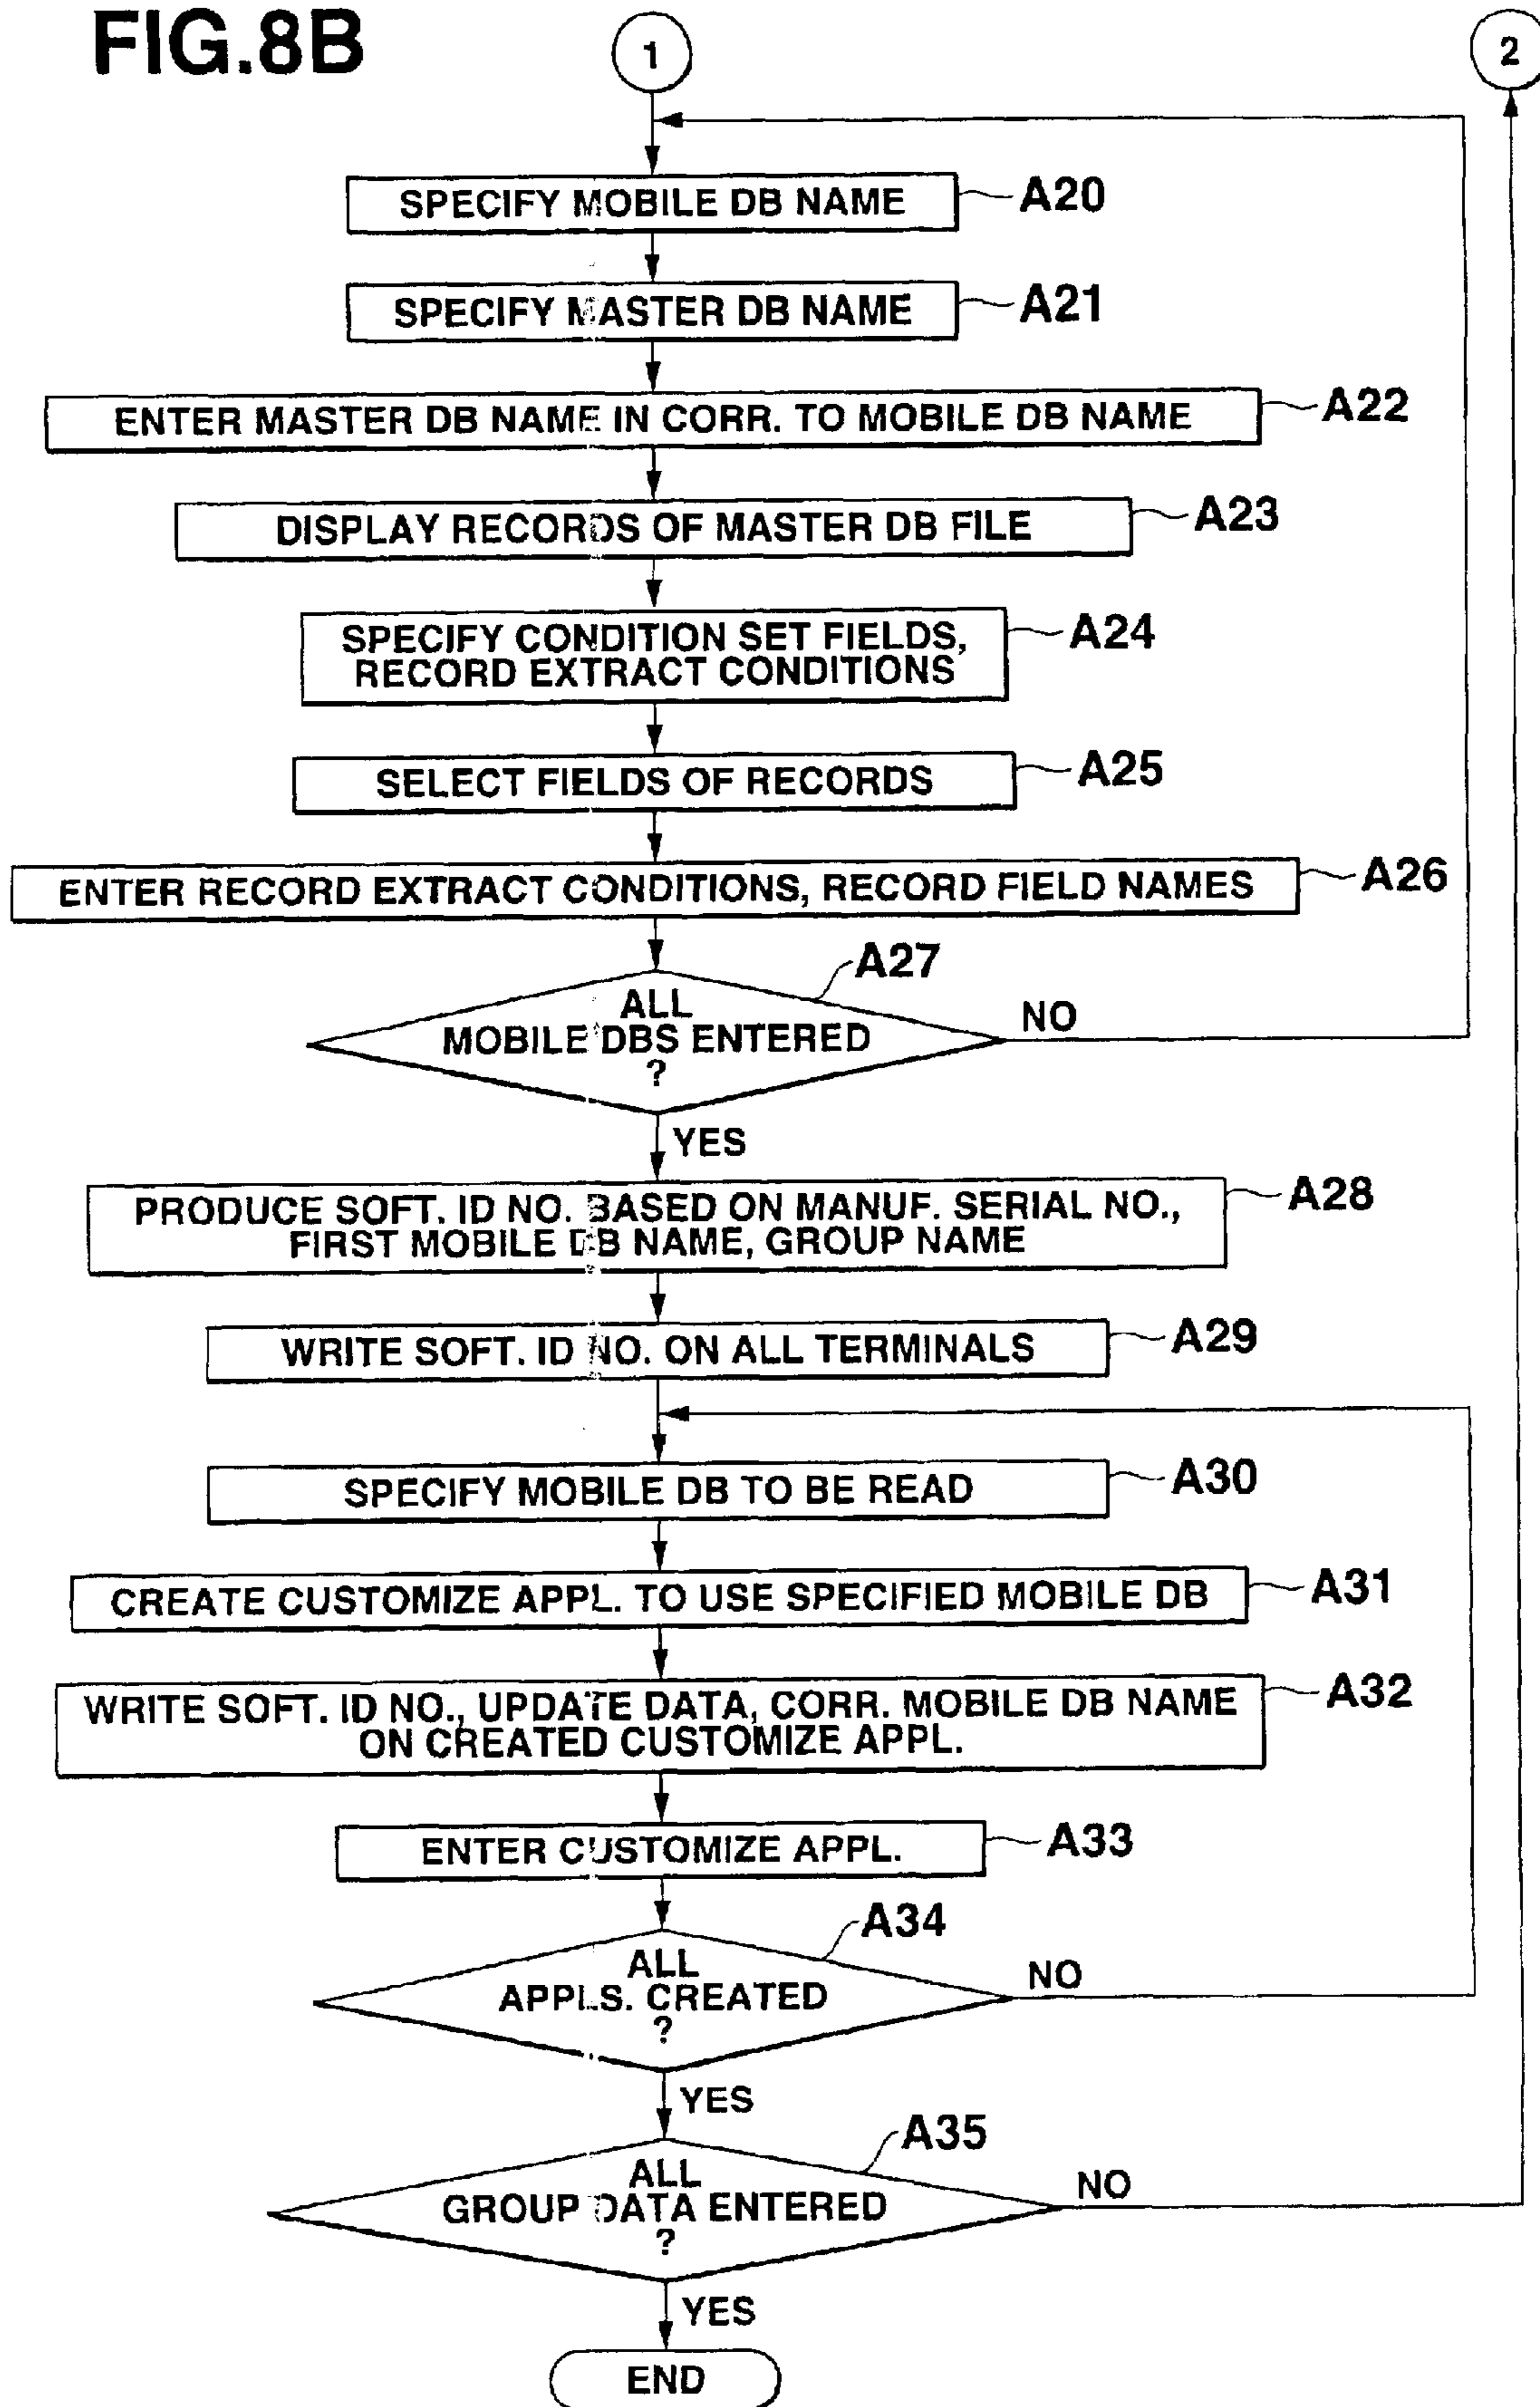 FIG.8B
1
2
SPECIFY MOBILE DB NAME
A20
SPECIFY MASTER DB NAME
A21
ENTER MASTER DB NAME IN CORR. TO MOBILE DB NAME
A22
DISPLAY RECORDS OF MASTER DB FILE
A23
SPECIFY CONDITION SET FIELDS,
RECORD EXTRACT CONDITIONS
A24
SELECT FIELDS OF RECORDS
A25
ENTER RECORD EXTRACT CONDITIONS, RECORD FIELD NAMES
A26
A27
ALL
MOBILE DBS ENTERED
?
NO
YES
PRODUCE SOFT. ID NO. BASED ON MANUF. SERIAL NO.,
FIRST MOBILE DB NAME, GROUP NAME
A28
WRITE SOFT. ID NO. ON ALL TERMINALS
A29
SPECIFY MOBILE DB TO BE READ
A30
CREATE CUSTOMIZE APPL. TO USE SPECIFIED MOBILE DB
A31
WRITE SOFT. ID NO., UPDATE DATA, CORR. MOBILE DB NAME
ON CREATED CUSTOMIZE APPL.
A32
ENTER CUSTOMIZE APPL.
A33
A34
ALL
APPLS. CREATED
?
NO
YES
A35
ALL
GROUP DATA ENTERED
?
NO
YES
END